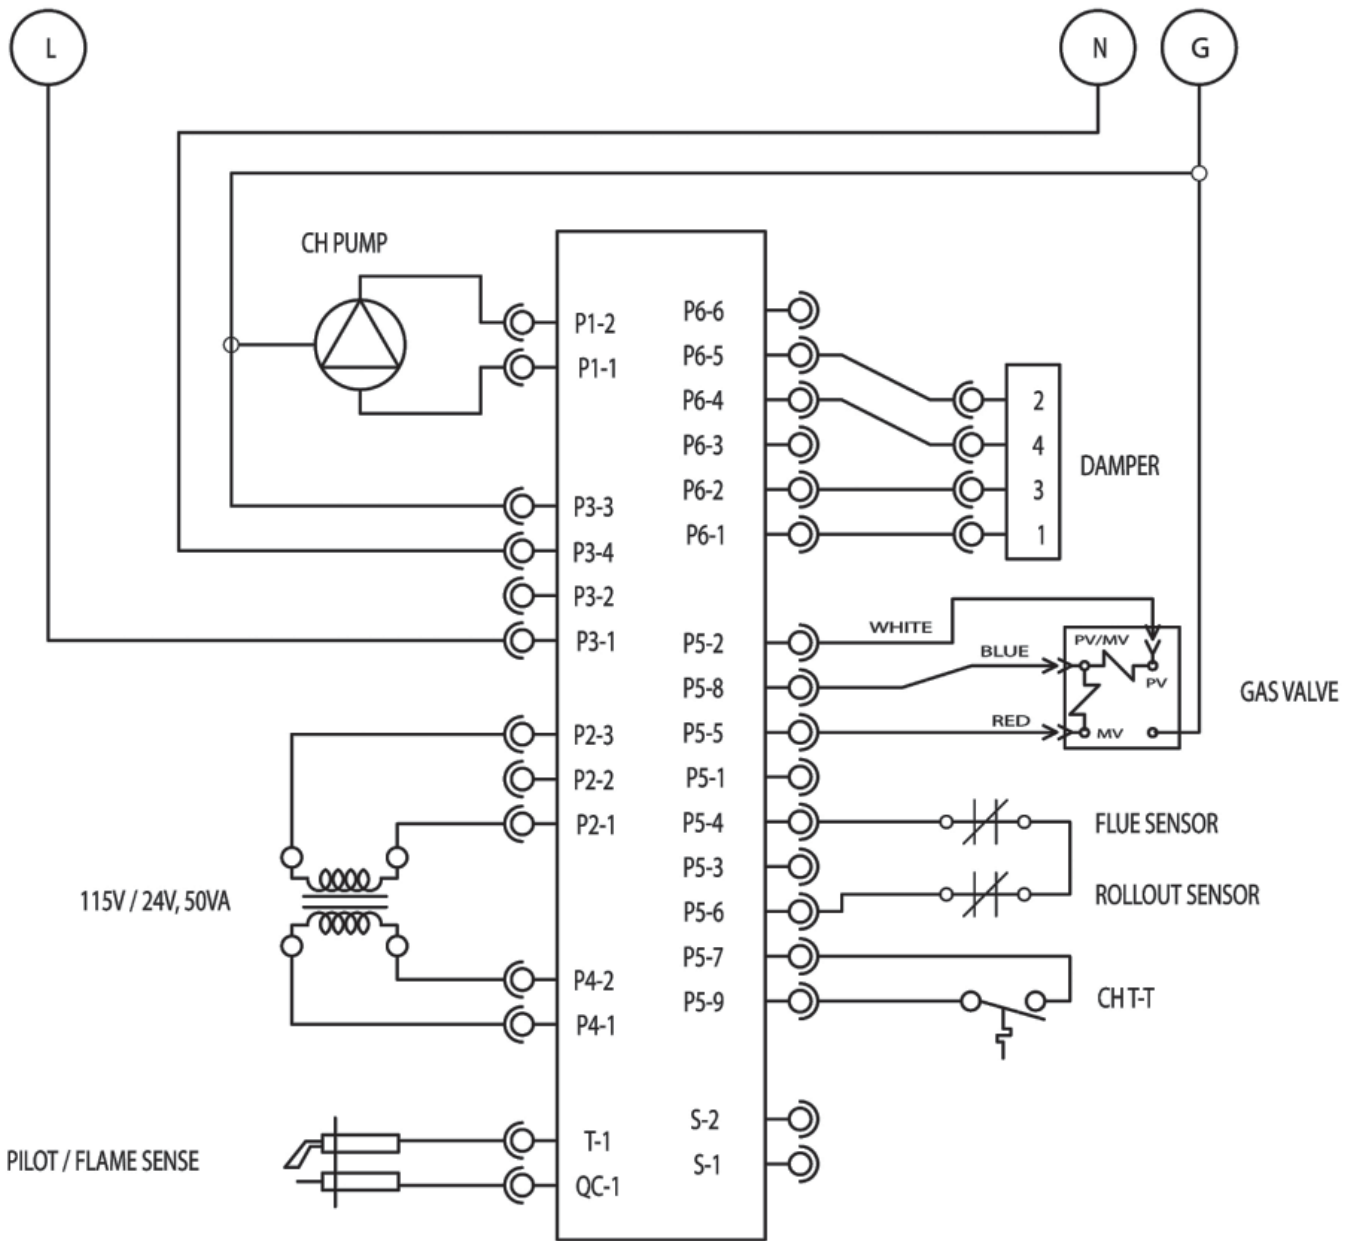 L
N
G
CH PUMP
P1-2
P1-1
P3-3
P3-4
P3-2
P3-1
P2-3
P2-2
P2-1
115V / 24V, 50VA
P4-2
P4-1
PILOT / FLAME SENSE
T-1
QC-1
P6-6
P6-5
P6-4
P6-3
P6-2
P6-1
2
4
3
1
DAMPER
P5-2
WHITE
P5-8
BLUE
P5-5
RED
PV/MV
PV
MV
GAS VALVE
P5-1
P5-4
FLUE SENSOR
P5-3
P5-6
ROLLOUT SENSOR
P5-7
P5-9
CH T-T
S-2
S-1